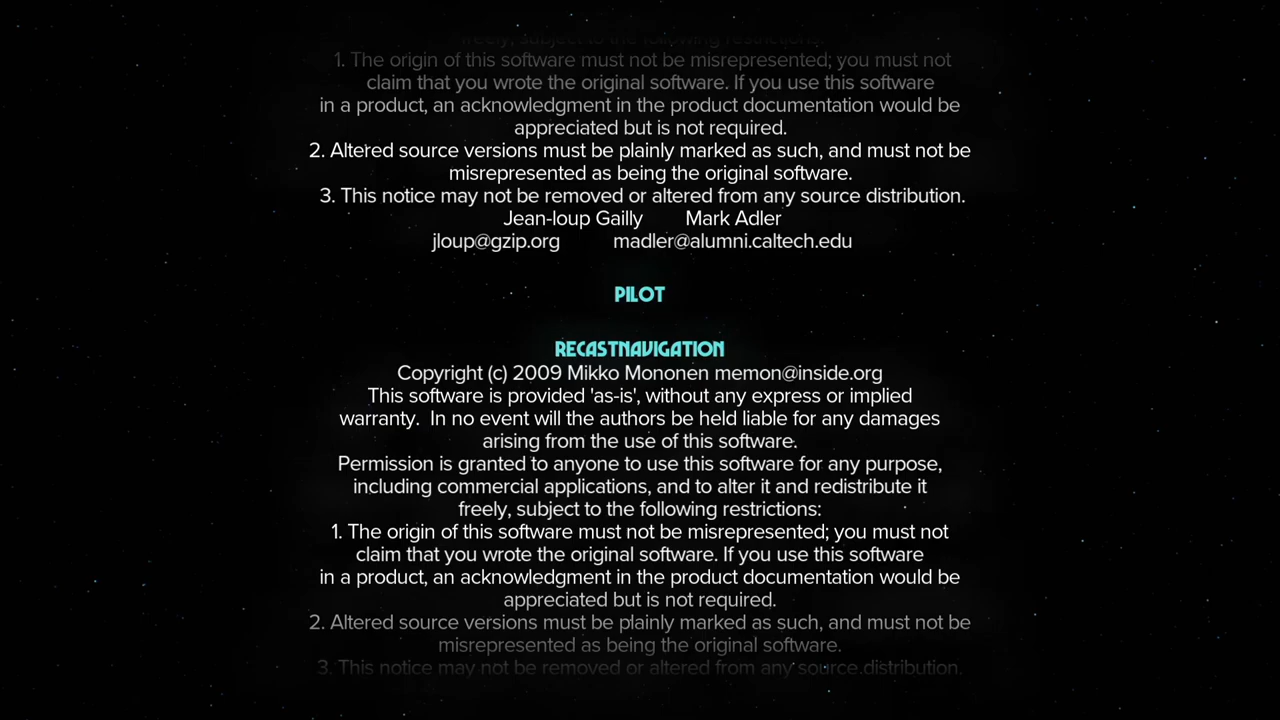 freely, subject to the following restrictions:
1. The origin of this software must not be misrepresented; you must not
claim that you wrote the original software. If you use this software
in a product, an acknowledgment in the product documentation would be
appreciated but is not required.
2. Altered source versions must be plainly marked as such, and must not be
misrepresented as being the original software.
3. This notice may not be removed or altered from any source distribution.
Jean-loup Gailly Mark Adler
jloup@gzip.org madler@alumni.caltech.edu
PILOT
RECASTNAVIGATION
Copyright (c) 2009 Mikko Mononen memon@inside.org
This software is provided 'as-is', without any express or implied
warranty. In no event will the authors be held liable for any damages
arising from the use of this software.
Permission is granted to anyone to use this software for any purpose,
including commercial applications, and to alter it and redistribute it
freely, subject to the following restrictions:
1. The origin of this software must not be misrepresented; you must not
claim that you wrote the original software. If you use this software
in a product, an acknowledgment in the product documentation would be
appreciated but is not required.
2. Altered source versions must be plainly marked as such, and must not be
misrepresented as being the original software.
3. This notice may not be removed or altered from any source distribution.